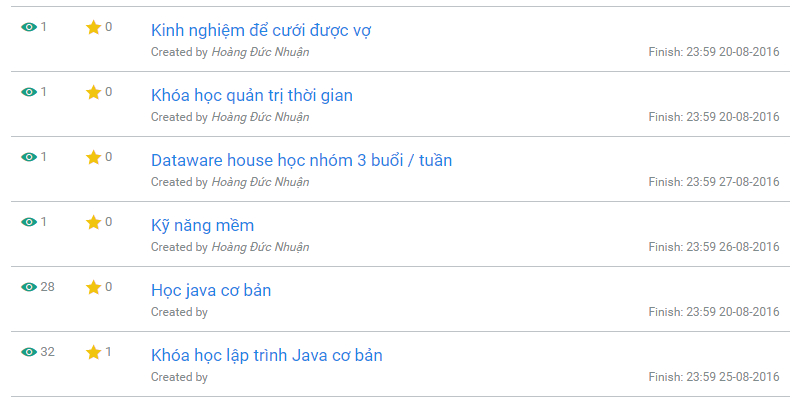 1 0 Kinh nghiệm để cưới được vợ
Created by Hoàng Đức Nhuận Finish: 23:59 20-08-2016
1 0 Khóa học quản trị thời gian
Created by Hoàng Đức Nhuận Finish: 23:59 20-08-2016
1 0 Dataware house học nhóm 3 buổi / tuần
Created by Hoàng Đức Nhuận Finish: 23:59 27-08-2016
1 0 Kỹ năng mềm
Created by Hoàng Đức Nhuận Finish: 23:59 26-08-2016
28 0 Học java cơ bản
Created by Finish: 23:59 20-08-2016
32 1 Khóa học lập trình Java cơ bản
Created by Finish: 23:59 25-08-2016